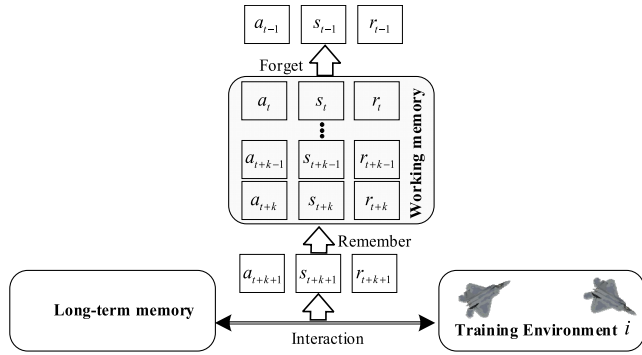 a_{t-1} s_{t-1} r_{t-1}
Forget
a_t s_t r_t
a_{t+k-1} s_{t+k-1} r_{t+k-1}
a_{t+k} s_{t+k} r_{t+k}
Working memory
Remember
a_{t+k+1} s_{t+k+1} r_{t+k+1}
Long-term memory
Interaction
Training Environment i